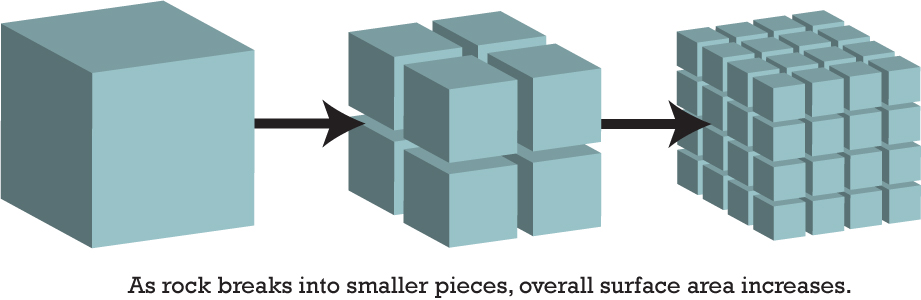 As rock breaks into smaller pieces, overall surface area increases.